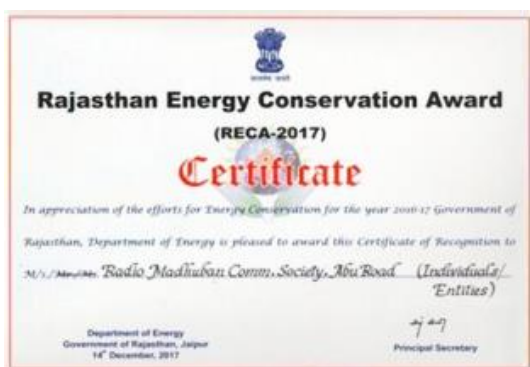 Rajasthan Energy Conservation Award
(RECA-2017)
Certificate
In appreciation of the efforts for Energy Conservation for the year 2016-17 Government of
Rajasthan, Department of Energy is pleased to award this Certificate of Recognition to
M/s/ Radio Madhuban Comm. Society, Abu Road (Individuals/
Entities)
Department of Energy
Government of Rajasthan, Jaipur
14th December, 2017
Principal Secretary